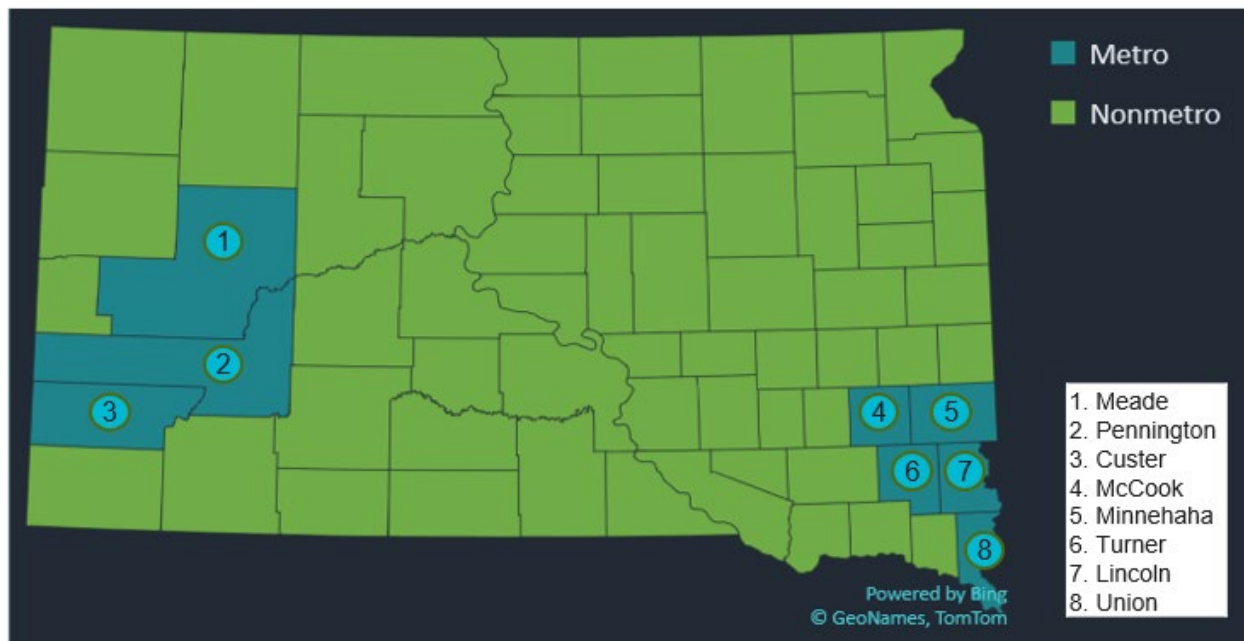 Metro
Nonmetro
1
2
3
4
5
6
7
8
1. Meade
2. Pennington
3. Custer
4. McCook
5. Minnehaha
6. Turner
7. Lincoln
8. Union
Powered by Bing
© GeoNames, TomTom